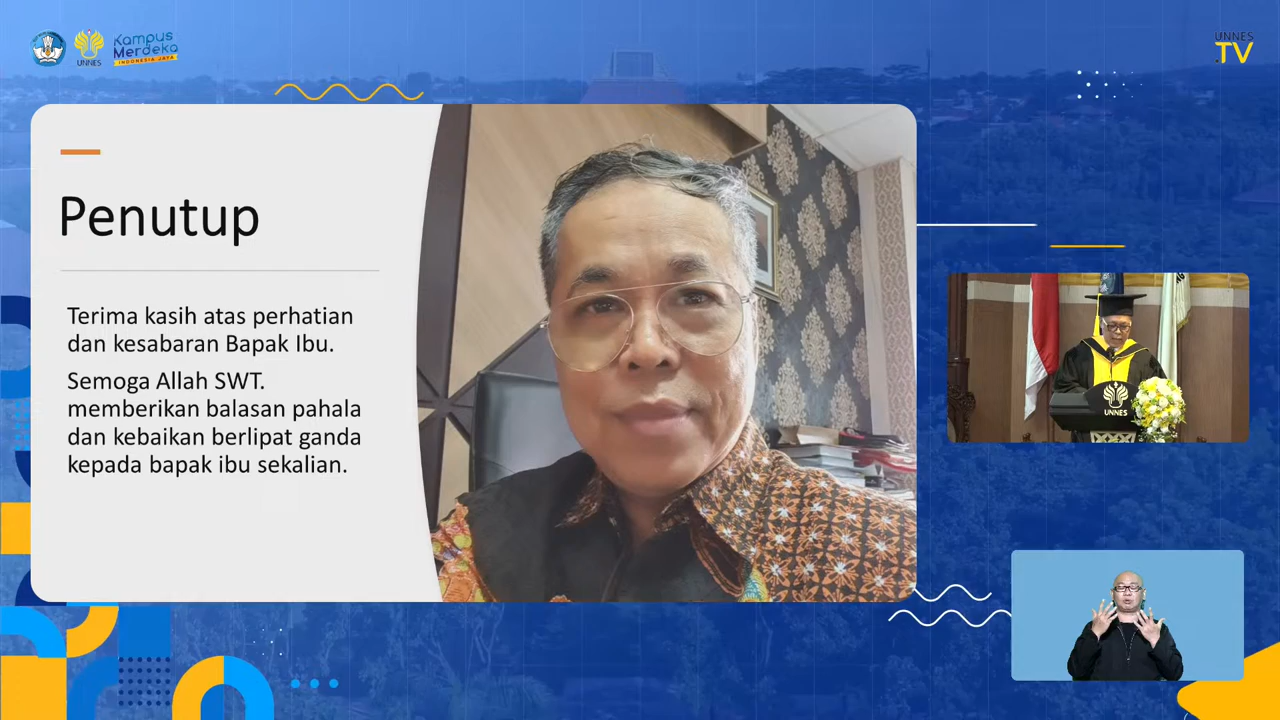 UNNES
Kampus
Merdeka
INDONESIA JAYA
UNNES
TV
Penutup
Terima kasih atas perhatian
dan kesabaran Bapak Ibu.
Semoga Allah SWT.
memberikan balasan pahala
dan kebaikan berlipat ganda
kepada bapak ibu sekalian.
UNNES